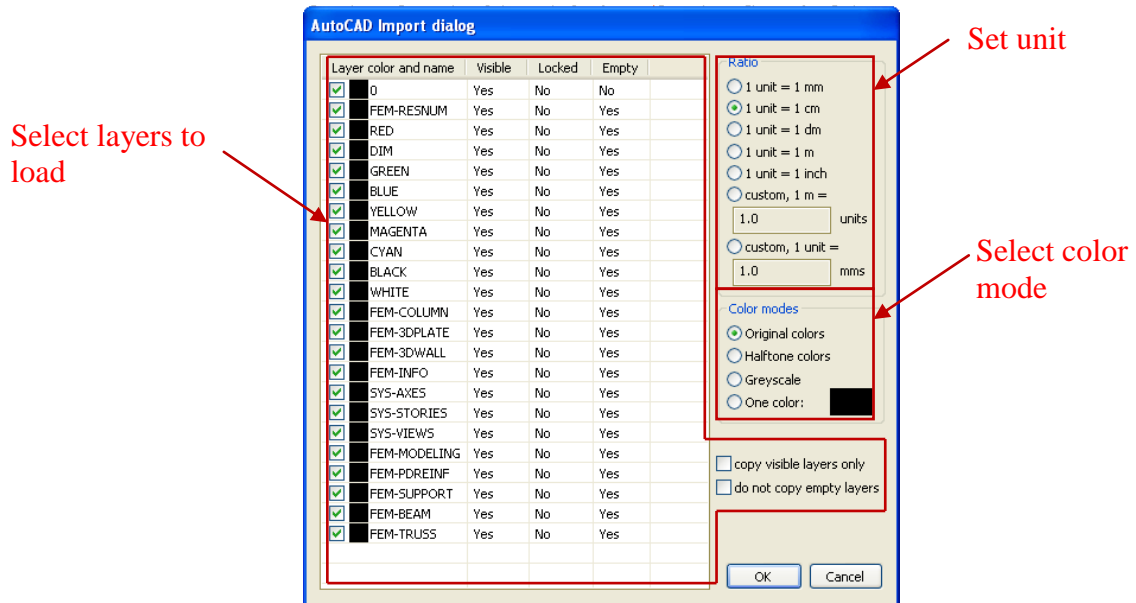 AutoCAD Import dialog
Set unit
Select layers to
load
Select color
mode
Layer color and name Visible Locked Empty
0 Yes No No
FEM-RESNUM Yes No Yes
RED Yes No Yes
DIM Yes No Yes
GREEN Yes No Yes
BLUE Yes No Yes
YELLOW Yes No Yes
MAGENTA Yes No Yes
CYAN Yes No Yes
BLACK Yes No Yes
WHITE Yes No Yes
FEM-COLUMN Yes No Yes
FEM-3DPLATE Yes No Yes
FEM-3DWALL Yes No Yes
FEM-INFO Yes No Yes
SYS-AXES Yes No Yes
SYS-STORIES Yes No Yes
SYS-VIEWS Yes No Yes
FEM-MODELING Yes No Yes
FEM-PDREINF Yes No Yes
FEM-SUPPORT Yes No Yes
FEM-BEAM Yes No Yes
FEM-TRUSS Yes No Yes
Ratio
1 unit = 1 mm
1 unit = 1 cm
1 unit = 1 dm
1 unit = 1 m
1 unit = 1 inch
custom, 1 m =
1.0 units
custom, 1 unit =
1.0 mms
Color modes
Original colors
Halftone colors
Greyscale
One color:
copy visible layers only
do not copy empty layers
OK Cancel